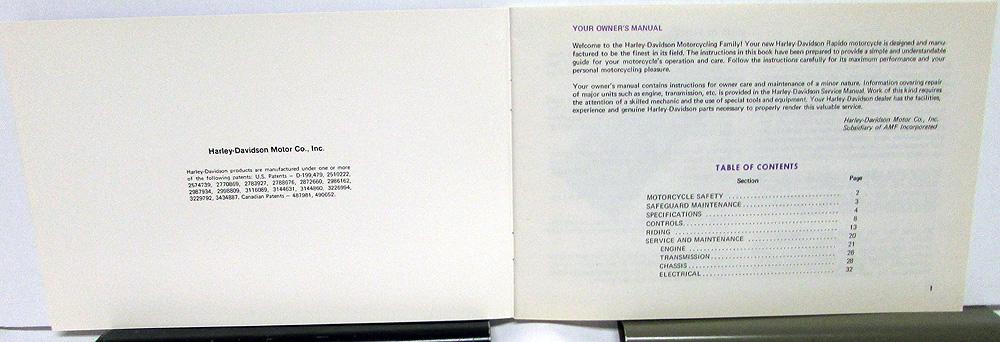 Harley-Davidson Motor Co., Inc.
Harley-Davidson products are manufactured under one or more
of the following patents: U.S. Patents – D-199,479, 2510222,
2574739, 2770869, 2783927, 2788676, 2872660, 2986162,
2987934, 2998809, 3116089, 3144631, 3144860, 3226994,
3229792, 3434887, Canadian Patents – 487981, 490652.
YOUR OWNER'S MANUAL
Welcome to the Harley-Davidson Motorcycling Family! Your new Harley-Davidson Rapido motorcycle is designed and manu-
factured to be the finest in its field. The instructions in this book have been prepared to provide a simple and understandable
guide for your motorcycle's operation and care. Follow the instructions carefully for its maximum performance and your
personal motorcycling pleasure.
Your owner's manual contains instructions for owner care and maintenance of a minor nature. Information covering repair
of major units such as engine, transmission, etc. is provided in the Harley-Davidson Service Manual. Work of this kind requires
the attention of a skilled mechanic and the use of special tools and equipment. Your Harley-Davidson dealer has the facilities,
experience and genuine Harley-Davidson parts necessary to properly render this valuable service.
Harley-Davidson Motor Co., Inc.
Subsidiary of AMF Incorporated
TABLE OF CONTENTS
Section Page
MOTORCYCLE SAFETY 2
SAFEGUARD MAINTENANCE 3
SPECIFICATIONS 4
CONTROLS 8
RIDING 13
SERVICE AND MAINTENANCE 20
ENGINE 21
TRANSMISSION 26
CHASSIS 28
ELECTRICAL 32
1